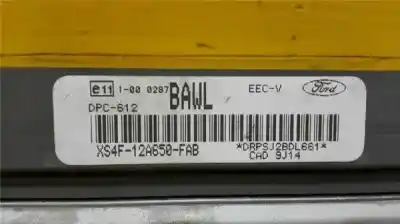 e11 1-00 0287 BAWL EEC-V Ford
DPC-612
XS4F-12A650-FAB *DRPSJ2BDL661*
CAD 9J14